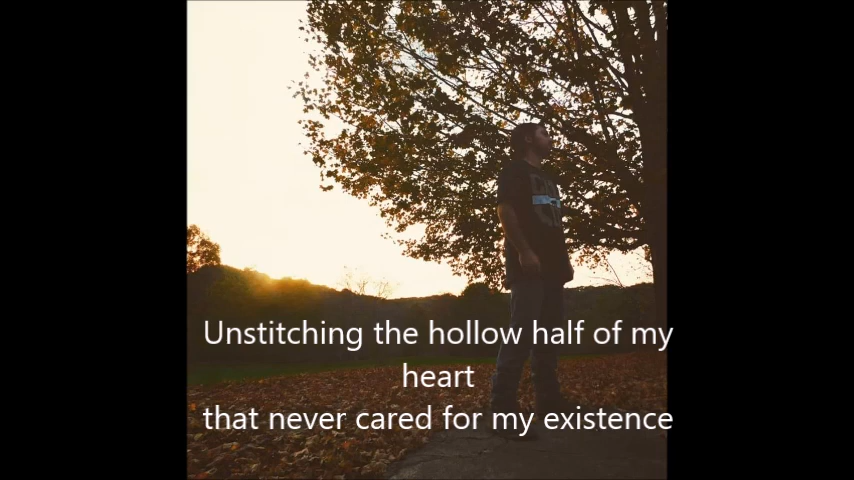 Unstitching the hollow half of my
heart
that never cared for my existence